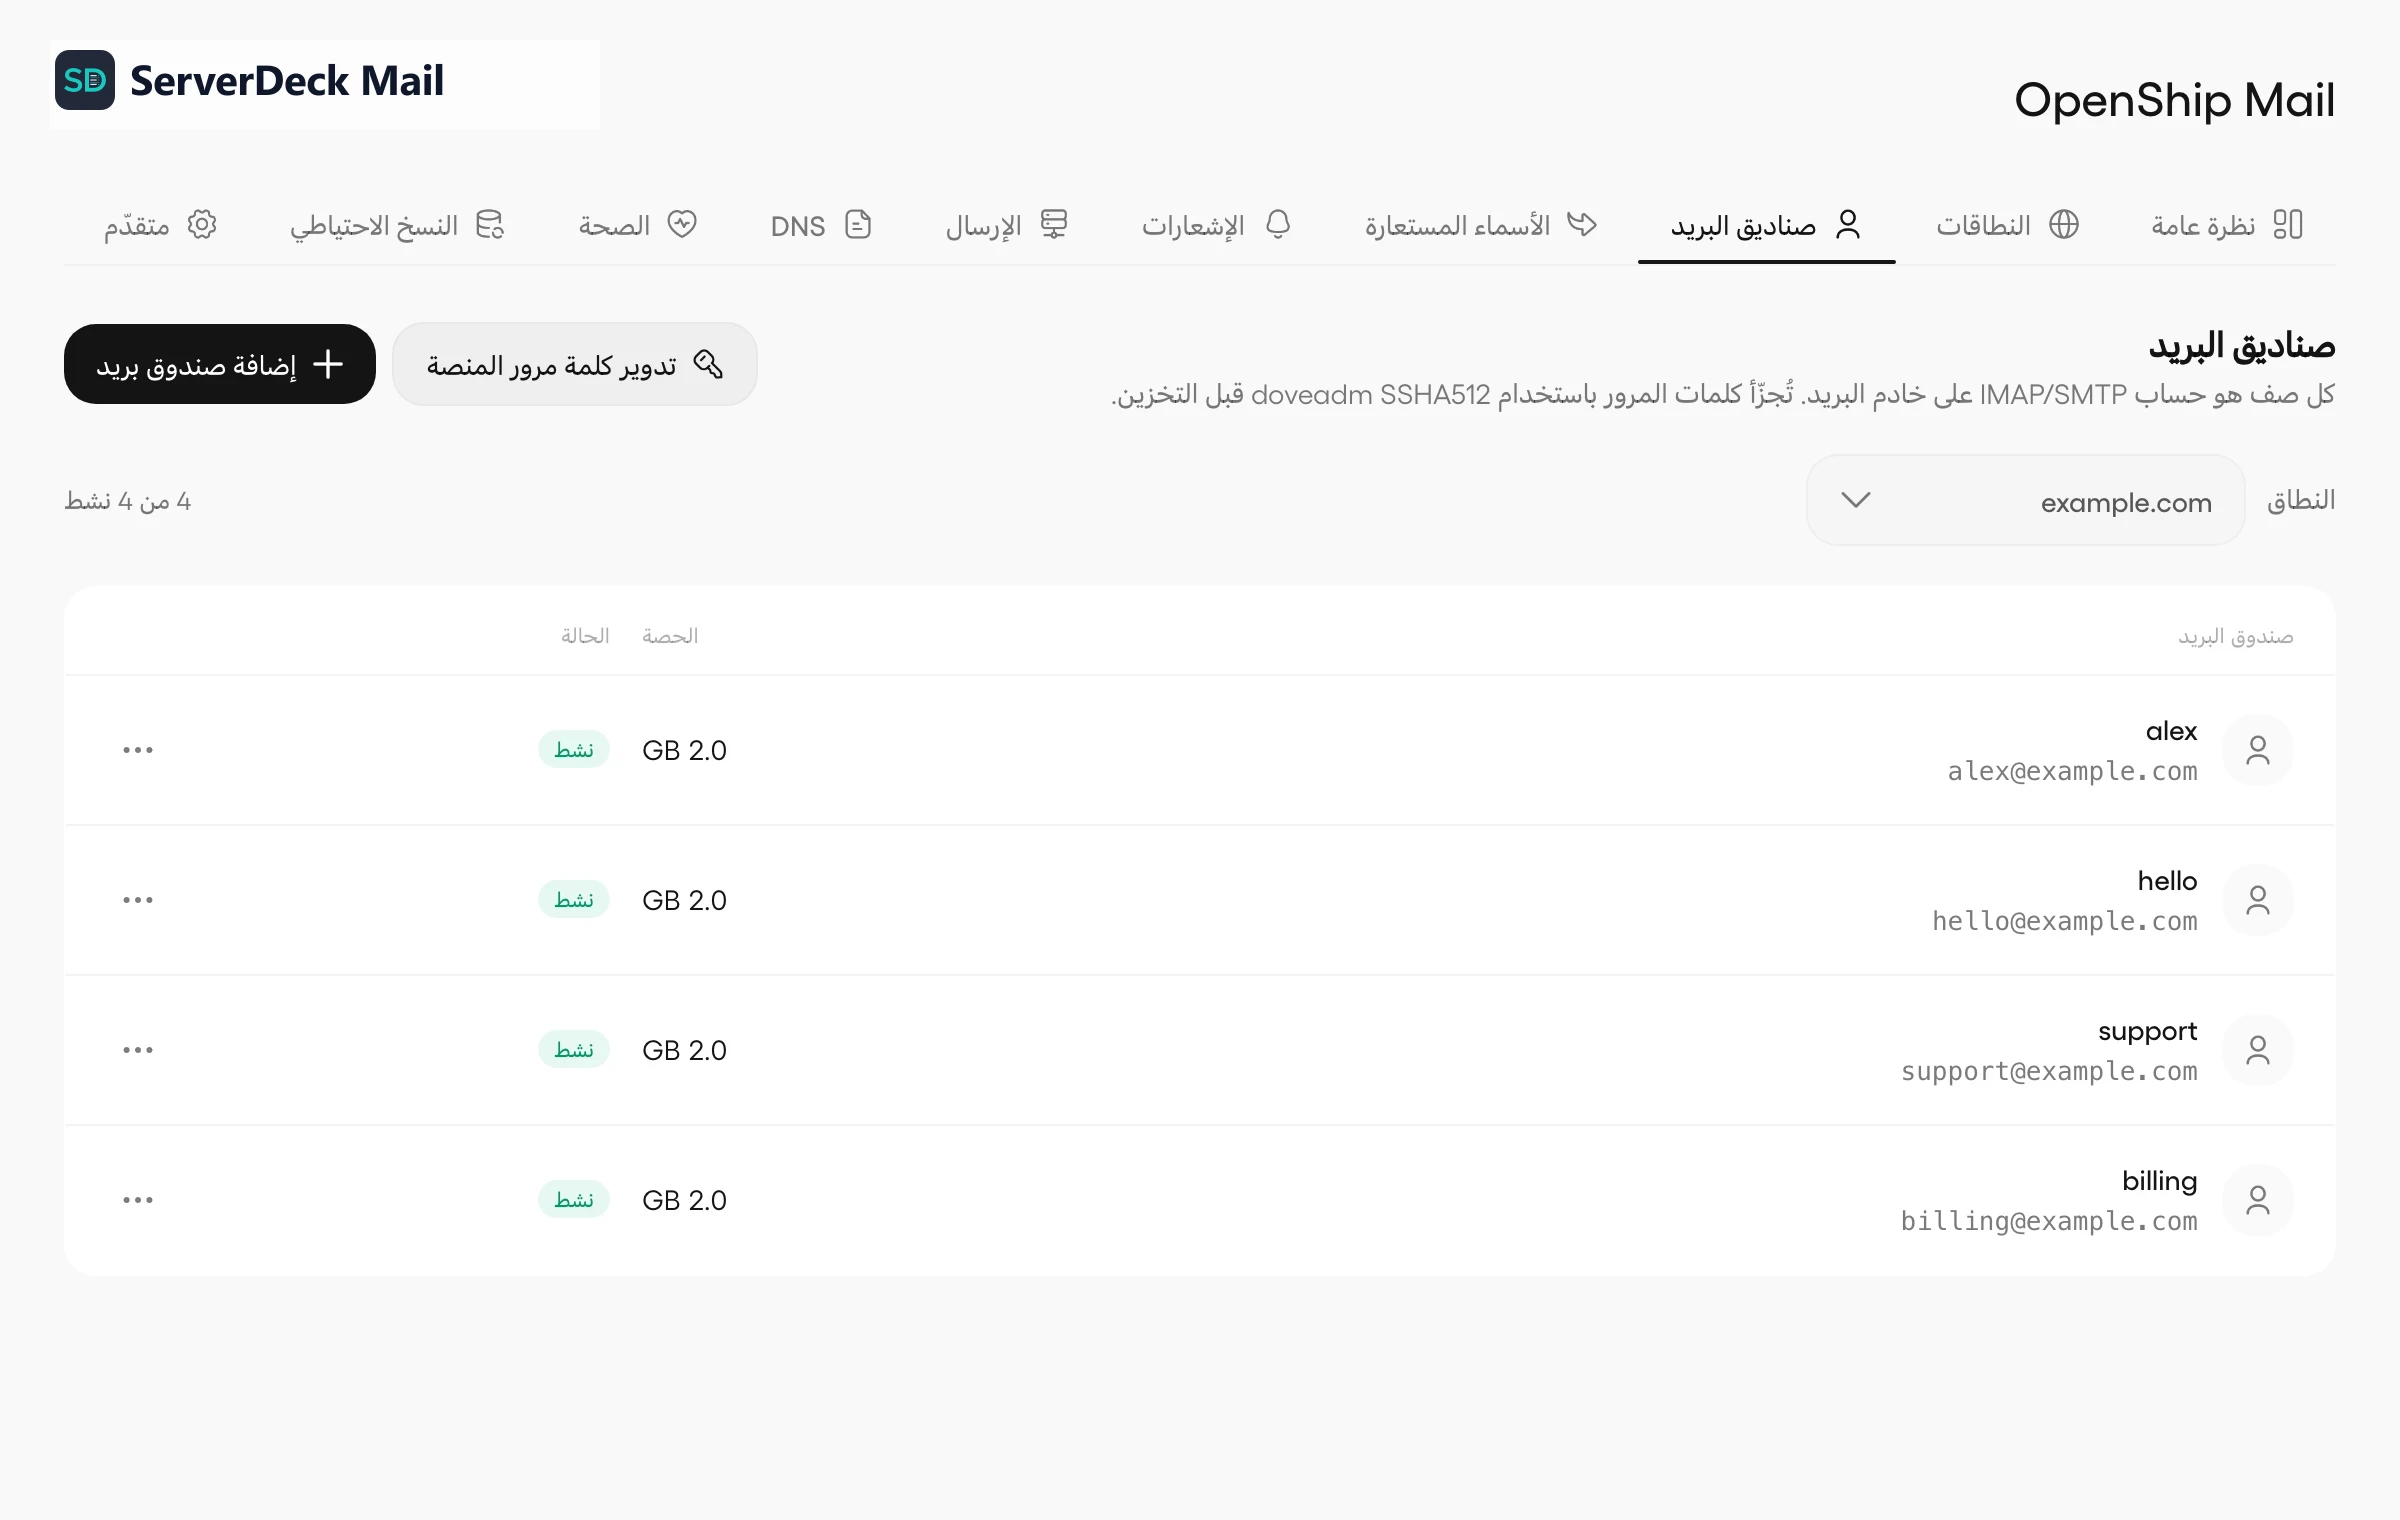 OpenShip Mail
ServerDeck Mail
نظرة عامة
النطاقات
صناديق البريد
الأسماء المستعارة
الإشعارات
الإرسال
DNS
الصحة
النسخ الاحتياطي
متقدّم
صناديق البريد
كل صف هو حساب IMAP/SMTP على خادم البريد. تُجزّأ كلمات المرور باستخدام doveadm SSHA512 قبل التخزين.
تدوير كلمة مرور المنصة
إضافة صندوق بريد
النطاق
example.com
4 من 4 نشط
صندوق البريد
الحصة
الحالة
alex
alex@example.com
GB 2.0
نشط
hello
hello@example.com
GB 2.0
نشط
support
support@example.com
GB 2.0
نشط
billing
billing@example.com
GB 2.0
نشط